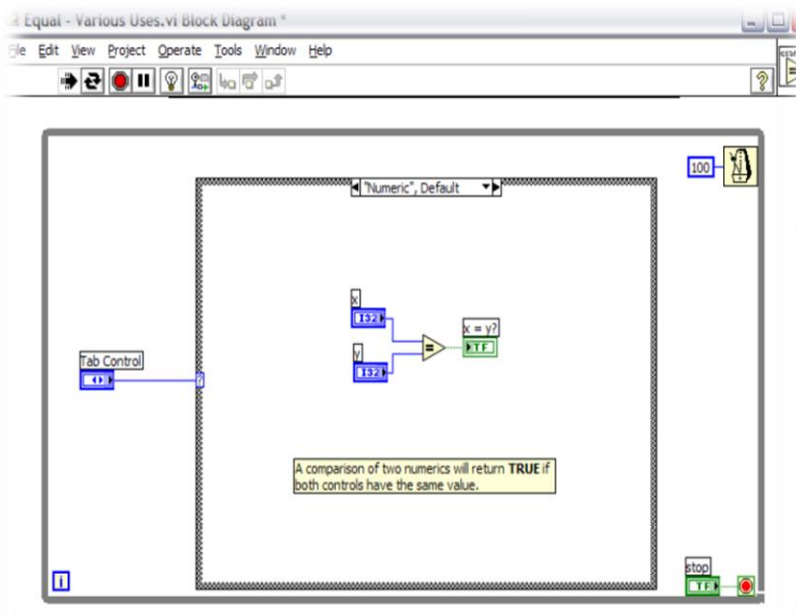 Equal - Various Uses.vi Block Diagram *
File Edit View Project Operate Tools Window Help
100
"Numeric", Default
x
I32
x = y?
TF
y
I32
Tab Control
A comparison of two numerics will return TRUE if
both controls have the same value.
i
stop
TF